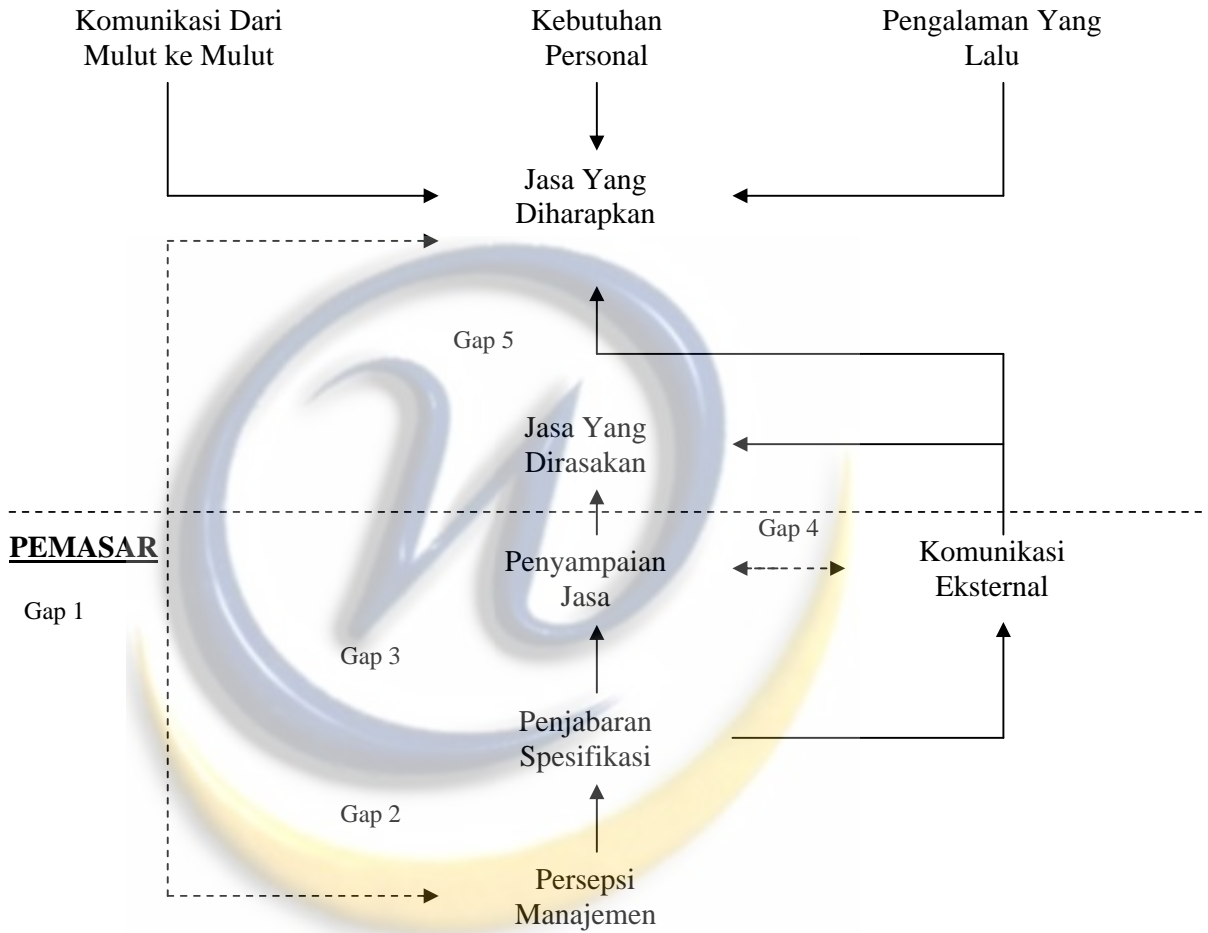 Komunikasi Dari
Mulut ke Mulut
Kebutuhan
Personal
Pengalaman Yang
Lalu
Jasa Yang
Diharapkan
Gap 5
Jasa Yang
Dirasakan
PEMASAR
Gap 4
Penyampaian
Jasa
Komunikasi
Eksternal
Gap 1
Gap 3
Penjabaran
Spesifikasi
Gap 2
Persepsi
Manajemen